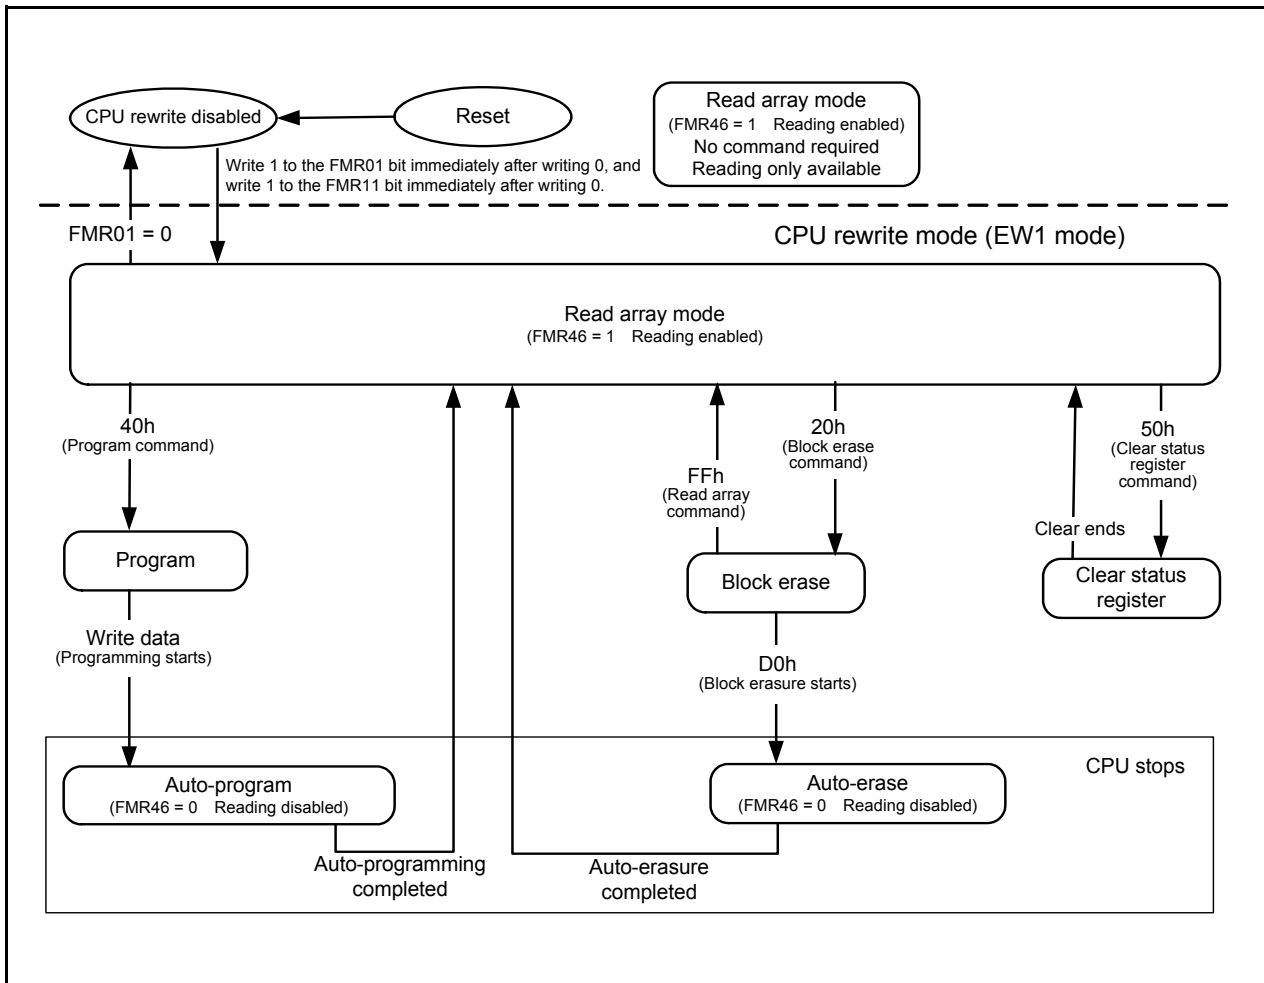 CPU rewrite disabled
Reset
Read array mode
(FMR46 = 1 Reading enabled)
No command required
Reading only available
Write 1 to the FMR01 bit immediately after writing 0, and
write 1 to the FMR11 bit immediately after writing 0.
FMR01 = 0
CPU rewrite mode (EW1 mode)
Read array mode
(FMR46 = 1 Reading enabled)
40h
(Program command)
FFh
(Read array
command)
20h
(Block erase
command)
50h
(Clear status
register
command)
Clear ends
Program
Block erase
Clear status
register
Write data
(Programming starts)
D0h
(Block erasure starts)
CPU stops
Auto-program
(FMR46 = 0 Reading disabled)
Auto-erase
(FMR46 = 0 Reading disabled)
Auto-programming
completed
Auto-erasure
completed